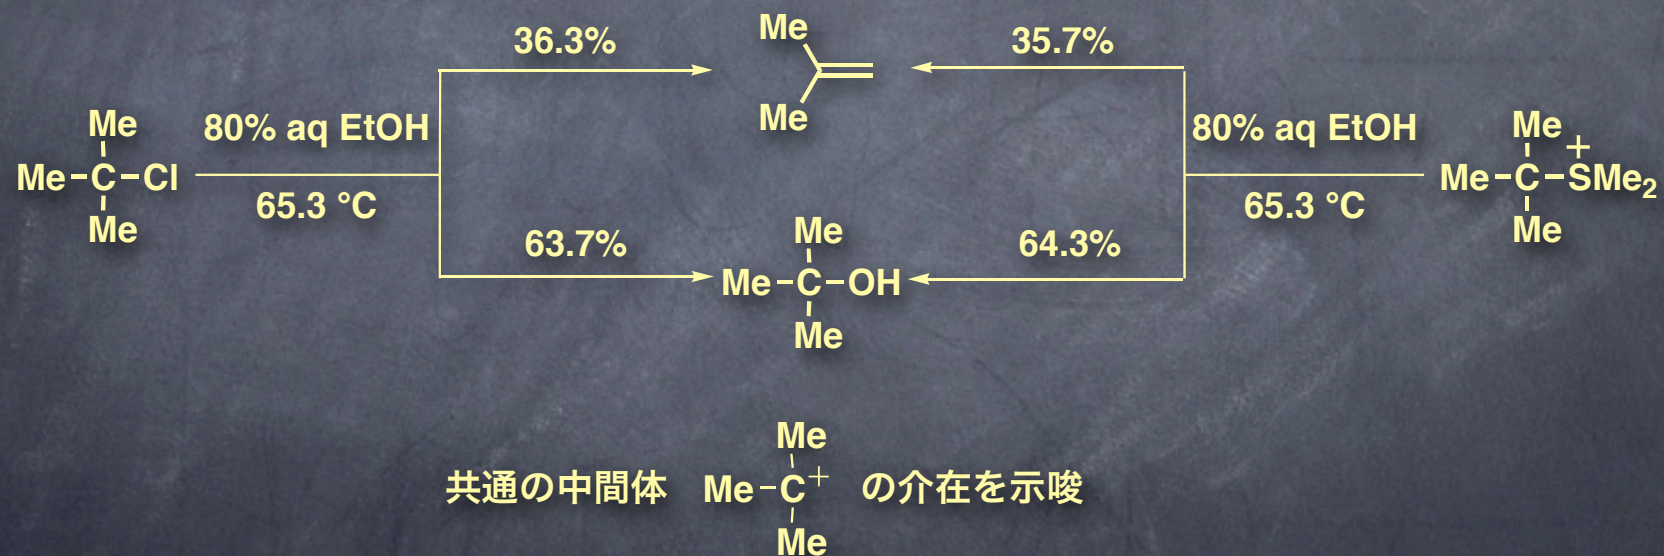 36.3%
Me
35.7%
Me
80% aq EtOH
Me
80% aq EtOH
Me
Me–C–Cl
65.3 °C
65.3 °C
Me–C–SMe₂
+
Me
63.7%
Me
64.3%
Me
Me–C–OH
Me
Me
共通の中間体 Me–C⁺ の介在を示唆
Me